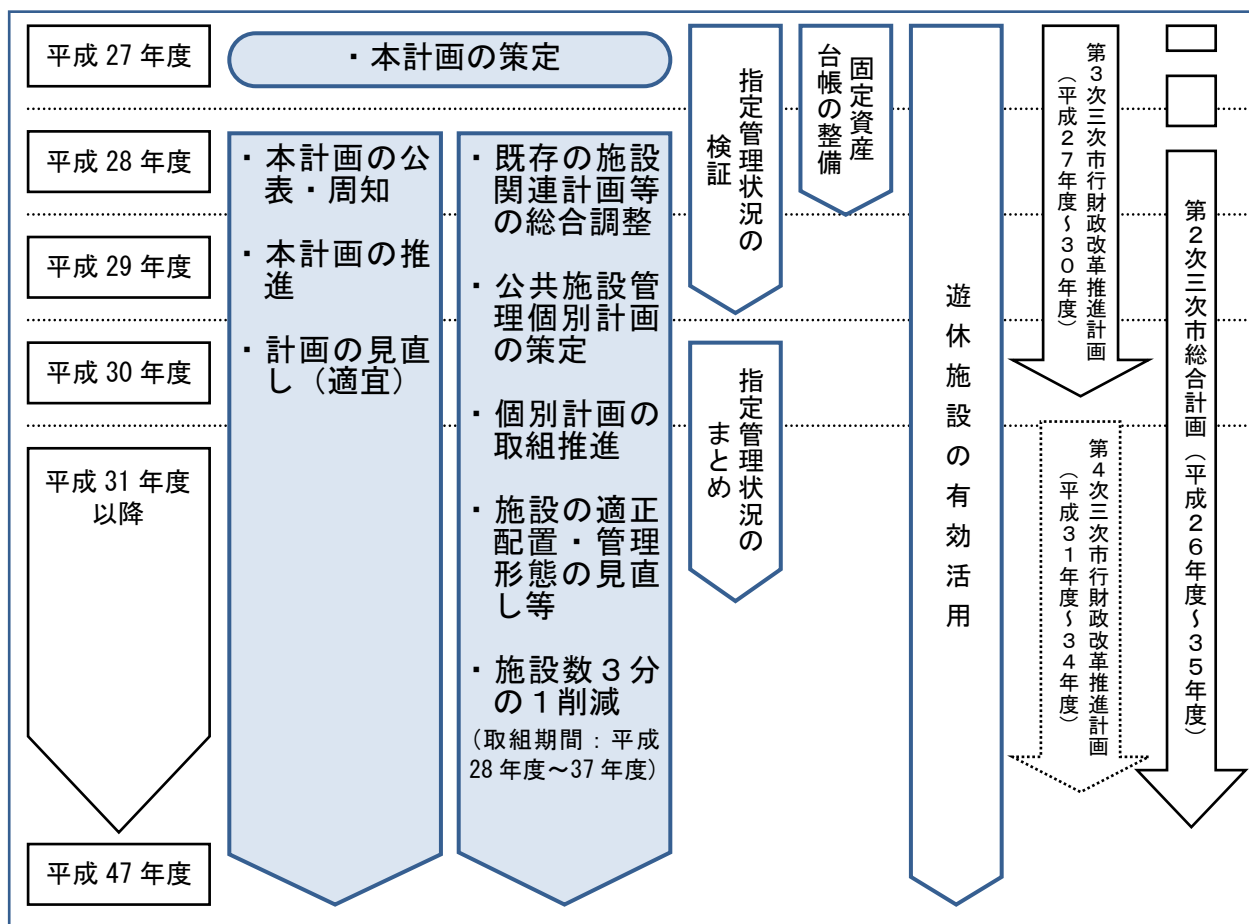 平成 27 年度
平成 28 年度
平成 29 年度
平成 30 年度
平成 31 年度
以降
平成 47 年度
・本計画の策定
・本計画の公
表・周知
・本計画の推
進
・計画の見直
し（適宜）
・既存の施設
関連計画等
の総合調整
・公共施設管
理個別計画
の策定
・個別計画の
取組推進
・施設の適正
配置・管理
形態の見直
し等
・施設数３分
の１削減
（取組期間：平成
28 年度～37 年度）
指定管理状況の
検証
指定管理状況の
まとめ
固定資産
台帳の整備
遊休施設の有効活用
第３次三次市行財政改革推進計画
（平成２７年度～３０年度）
第４次三次市行財政改革推進計画
（平成３１年度～３４年度）
第２次三次市総合計画（平成２６年度～３５年度）